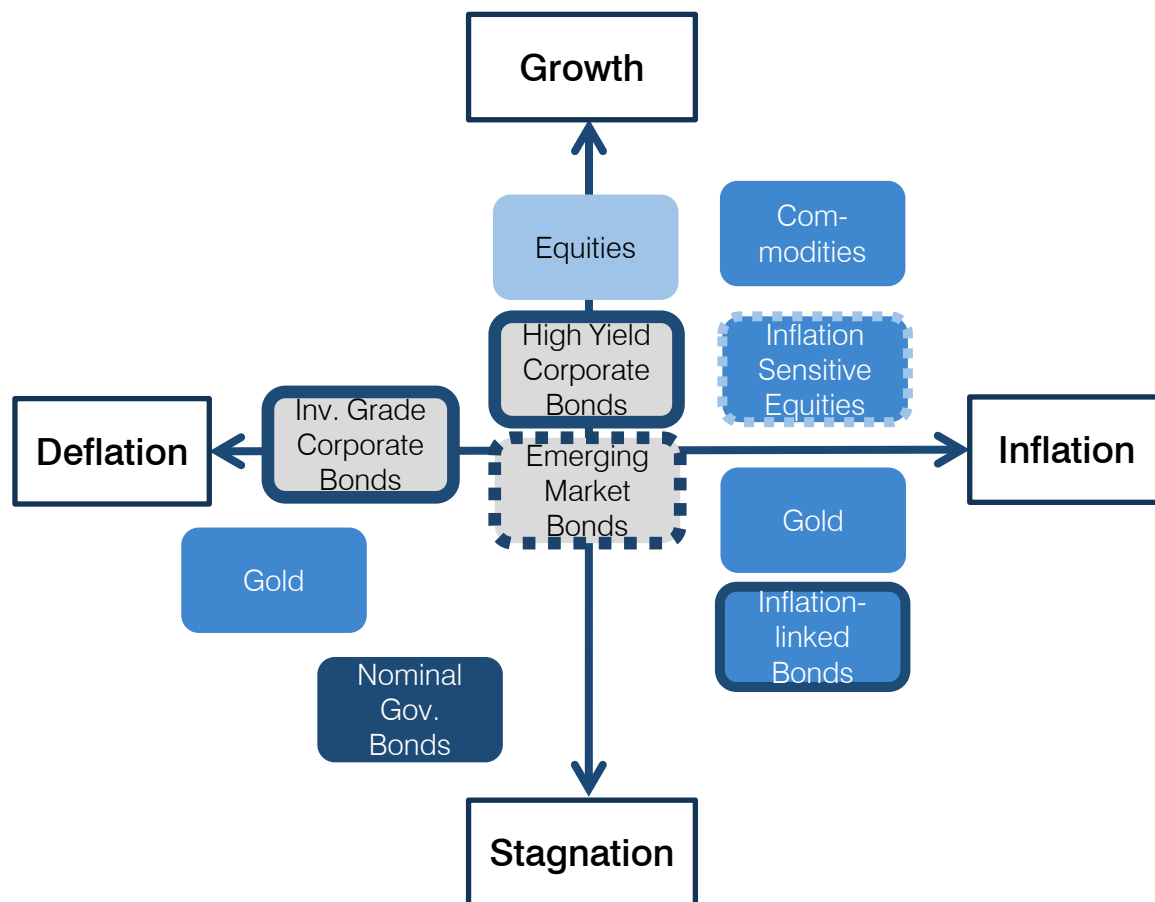 Growth
Equities
Com-
modities
High Yield
Corporate
Bonds
Inflation
Sensitive
Equities
Deflation
Inv. Grade
Corporate
Bonds
Emerging
Market
Bonds
Inflation
Gold
Gold
Inflation-
linked
Bonds
Nominal
Gov.
Bonds
Stagnation